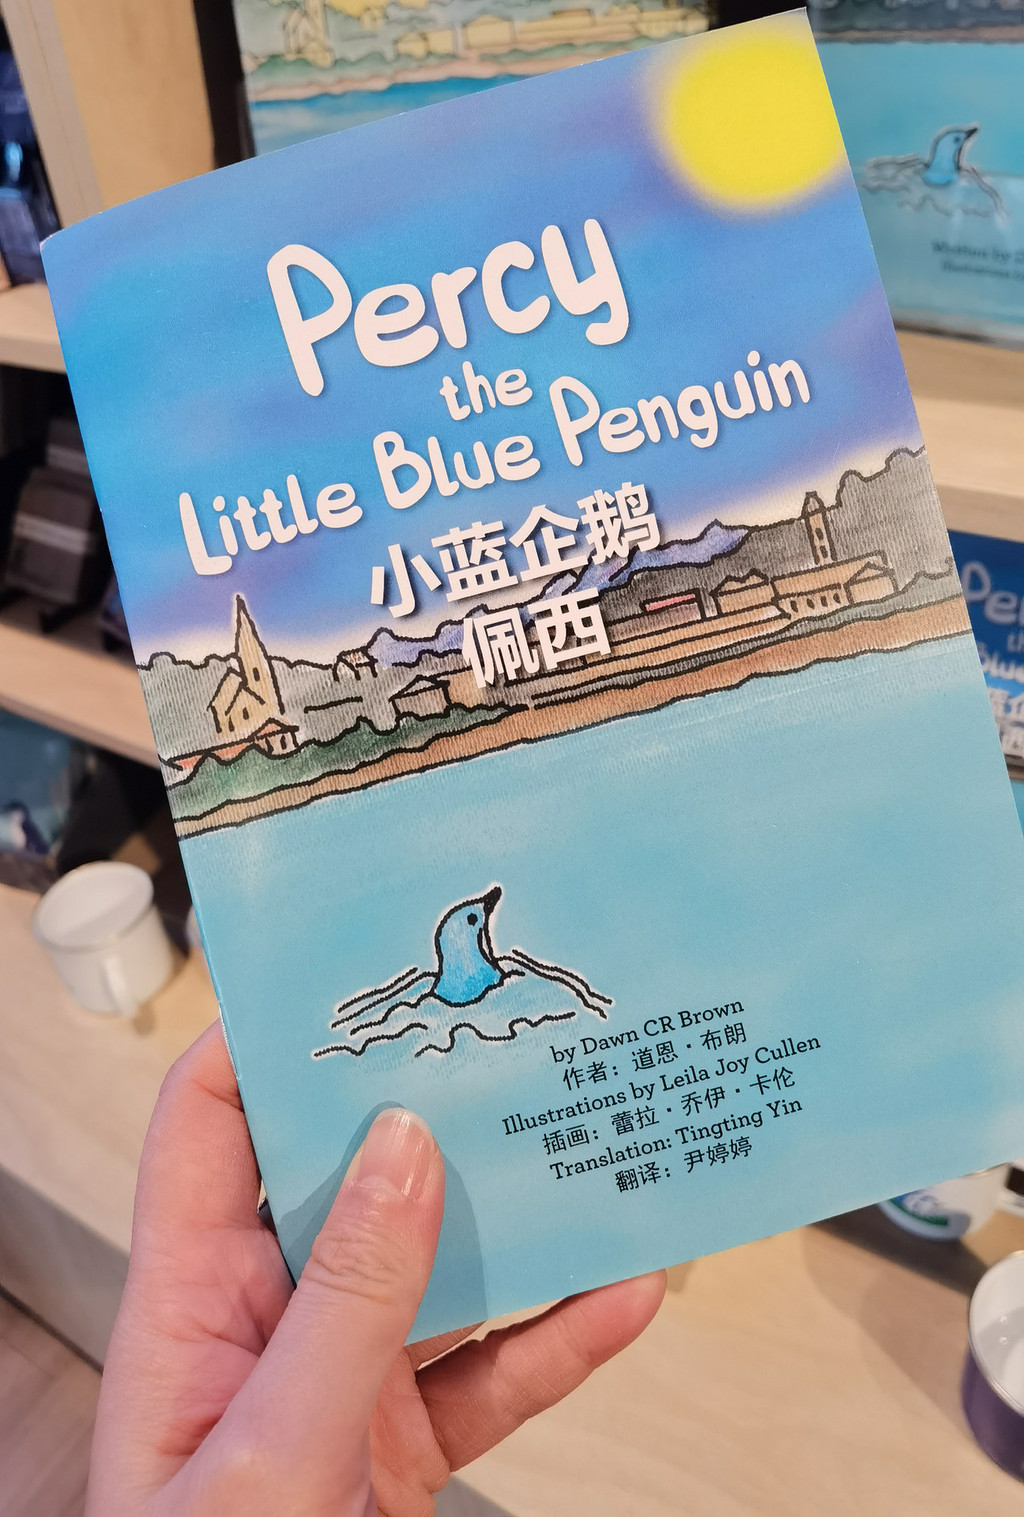 Percy
the
Little Blue Penguin
小蓝企鹅
佩西
by Dawn CR Brown
作者：道恩·布朗
Illustrations by Leila Joy Cullen
插画：蕾拉·乔伊·卡伦
Translation: Tingting Yin
翻译：尹婷婷